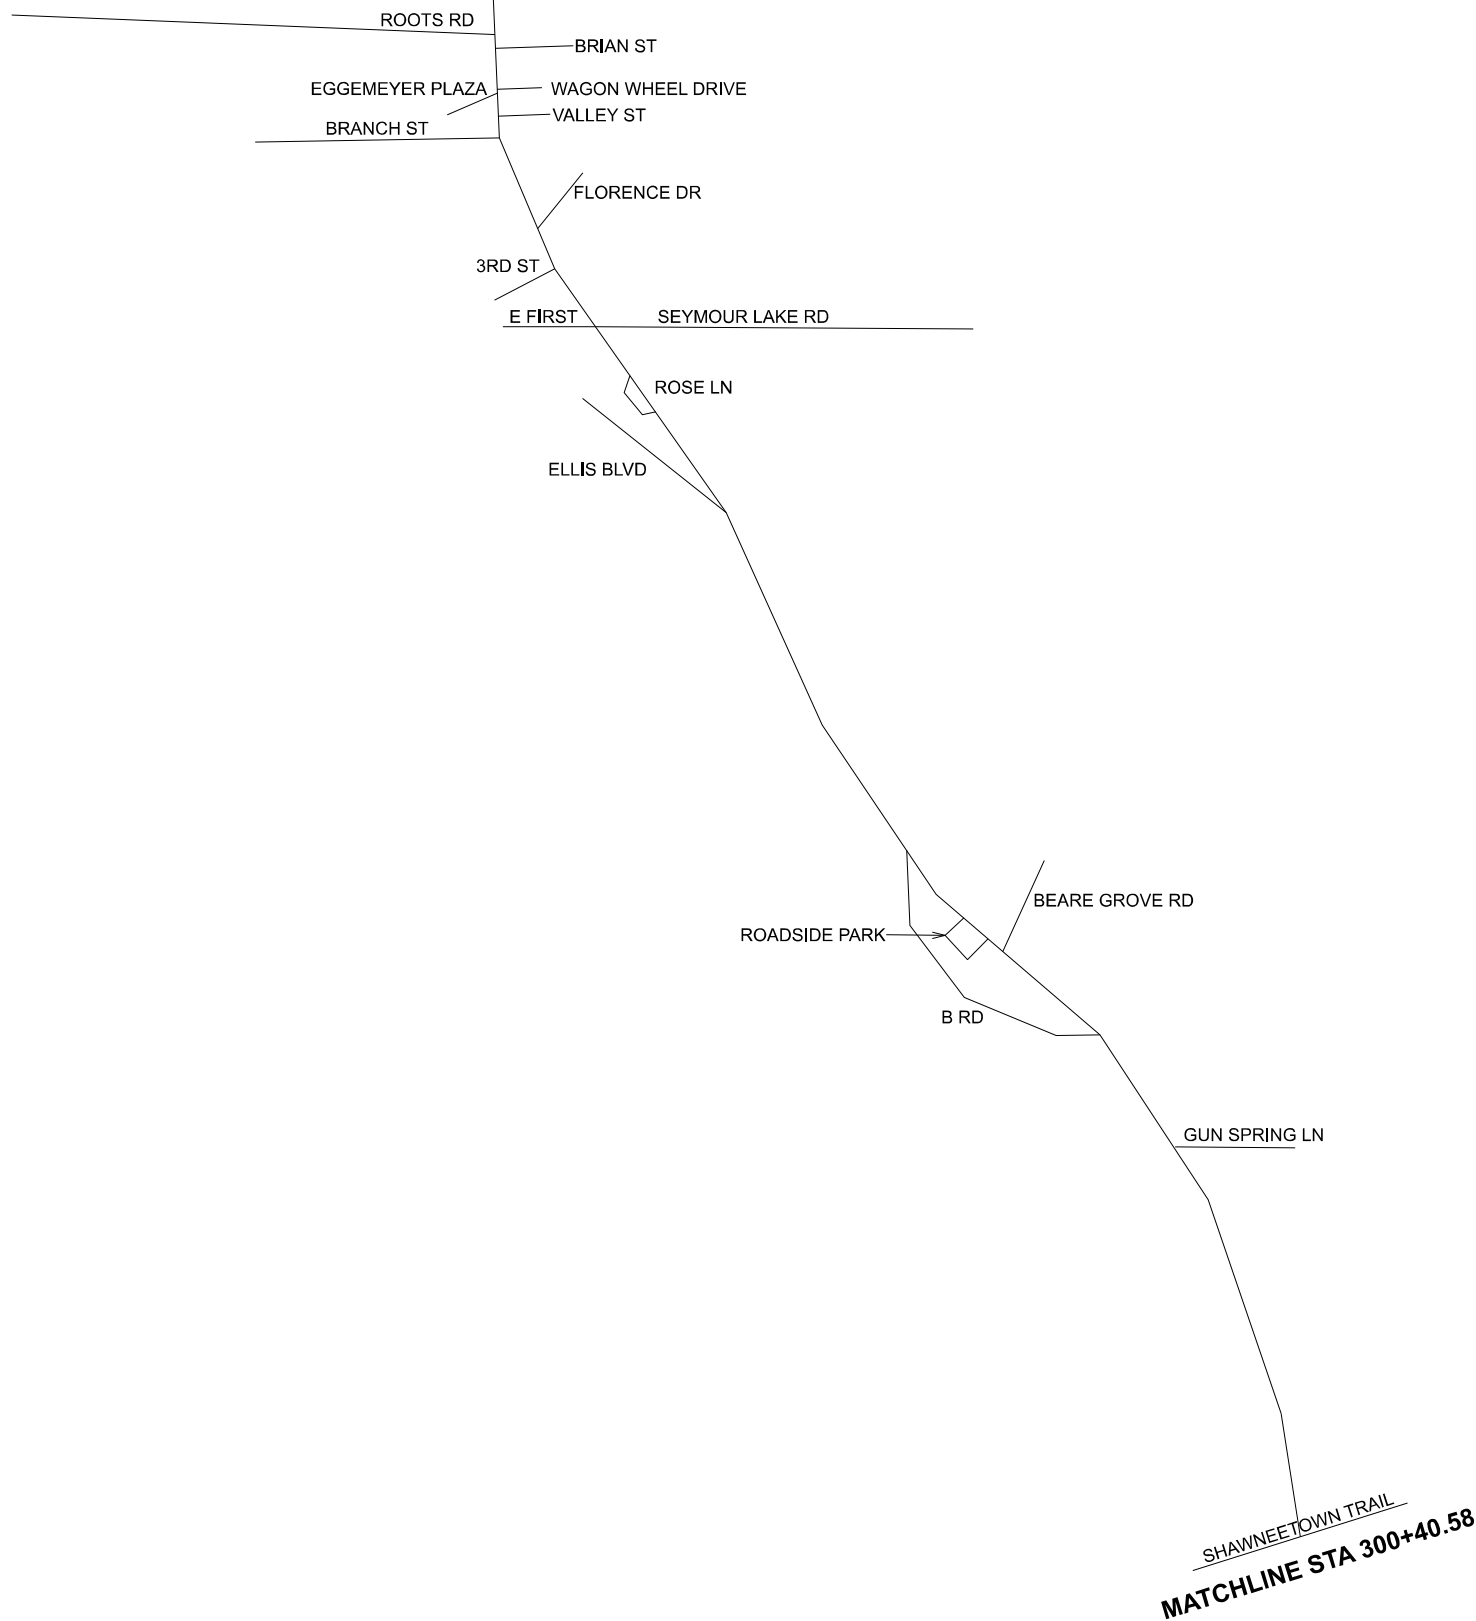 ROOTS RD
BRIAN ST
EGGEMEYER PLAZA
WAGON WHEEL DRIVE
VALLEY ST
BRANCH ST
FLORENCE DR
3RD ST
E FIRST
SEYMOUR LAKE RD
ROSE LN
ELLIS BLVD
BEARE GROVE RD
ROADSIDE PARK
B RD
GUN SPRING LN
SHAWNEETOWN TRAIL
MATCHLINE STA 300+40.58